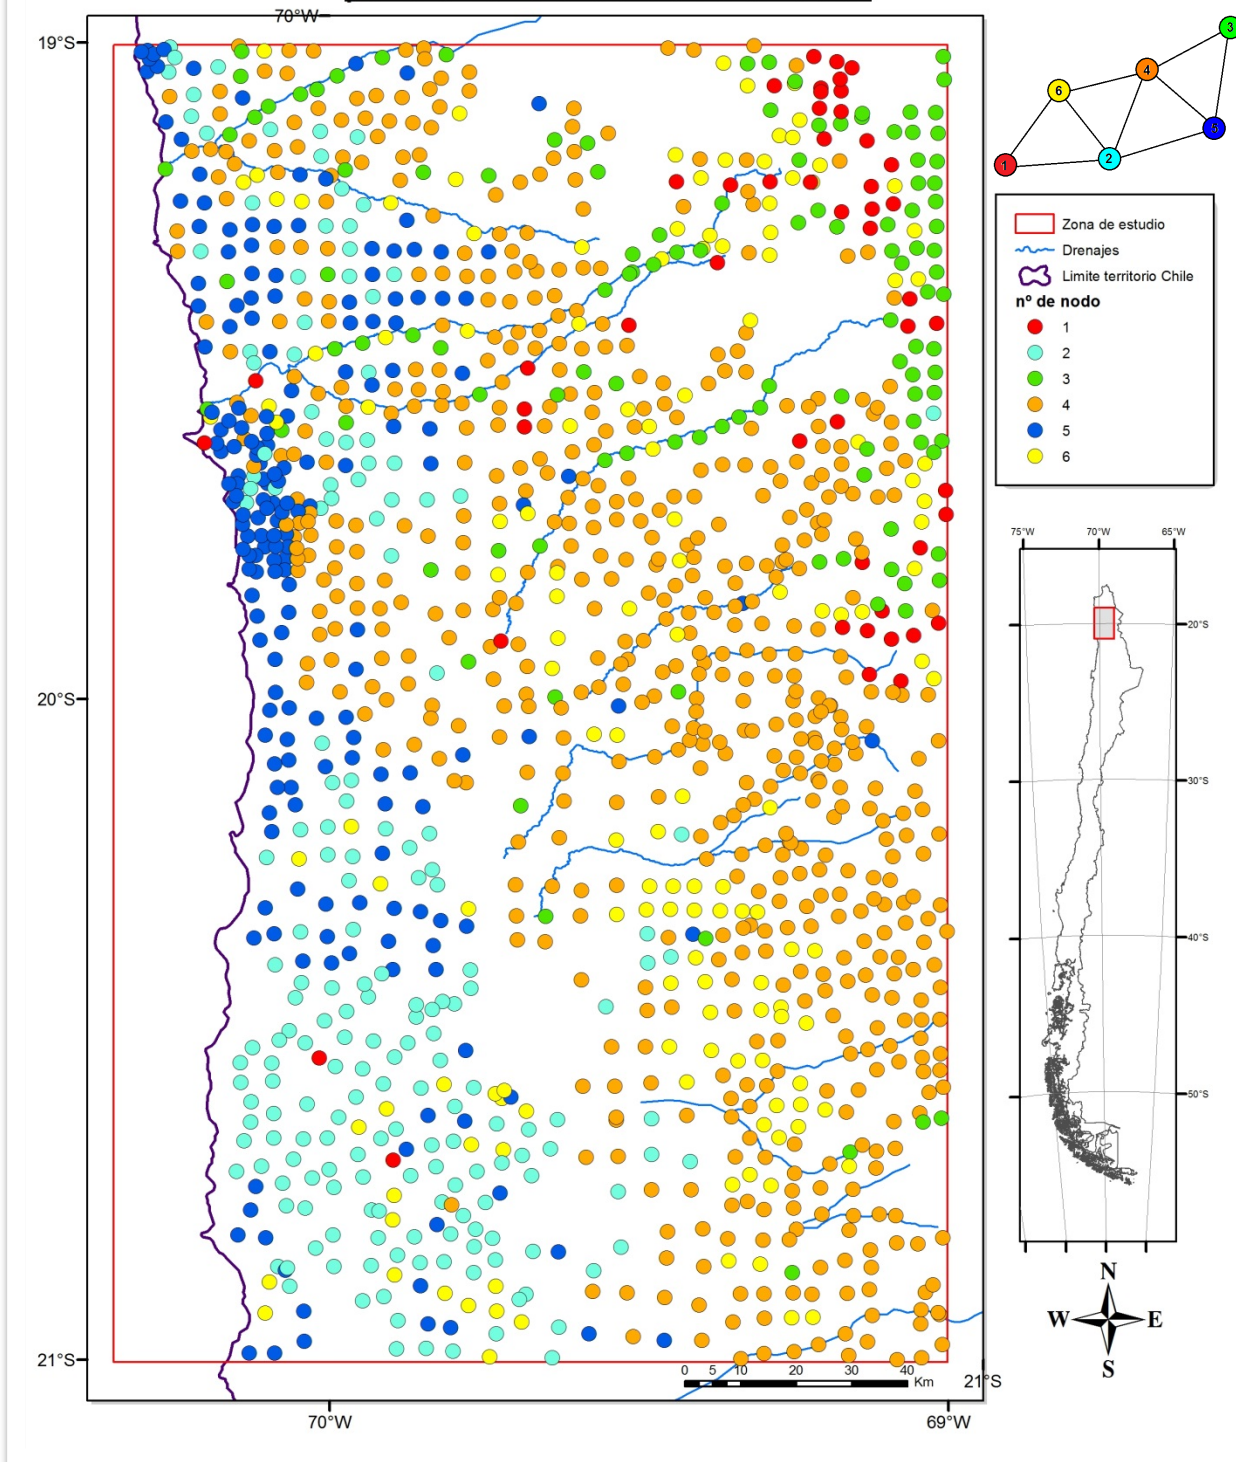 70°W
19°S
3
4
6
5
2
1
Zona de estudio
Drenajes
Limite territorio Chile
nº de nodo
1
2
3
4
5
6
75°W 70°W 65°W
20°S
20°S
30°S
40°S
50°S
N
W E
S
21°S
0 5 10 20 30 40
Km
21°S
70°W 69°W